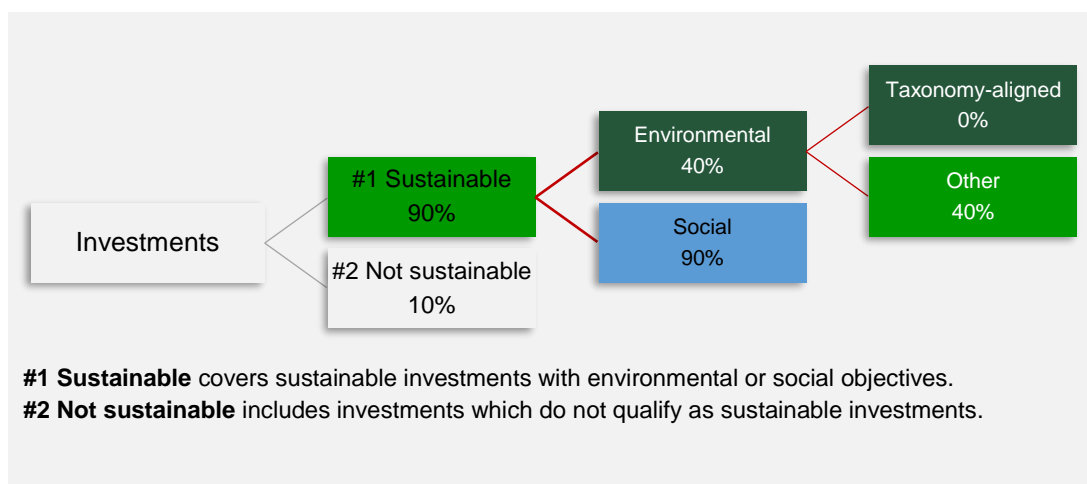 Investments
#1 Sustainable
90%
#2 Not sustainable
10%
Environmental
40%
Social
90%
Taxonomy-aligned
0%
Other
40%
#1 Sustainable covers sustainable investments with environmental or social objectives.
#2 Not sustainable includes investments which do not qualify as sustainable investments.